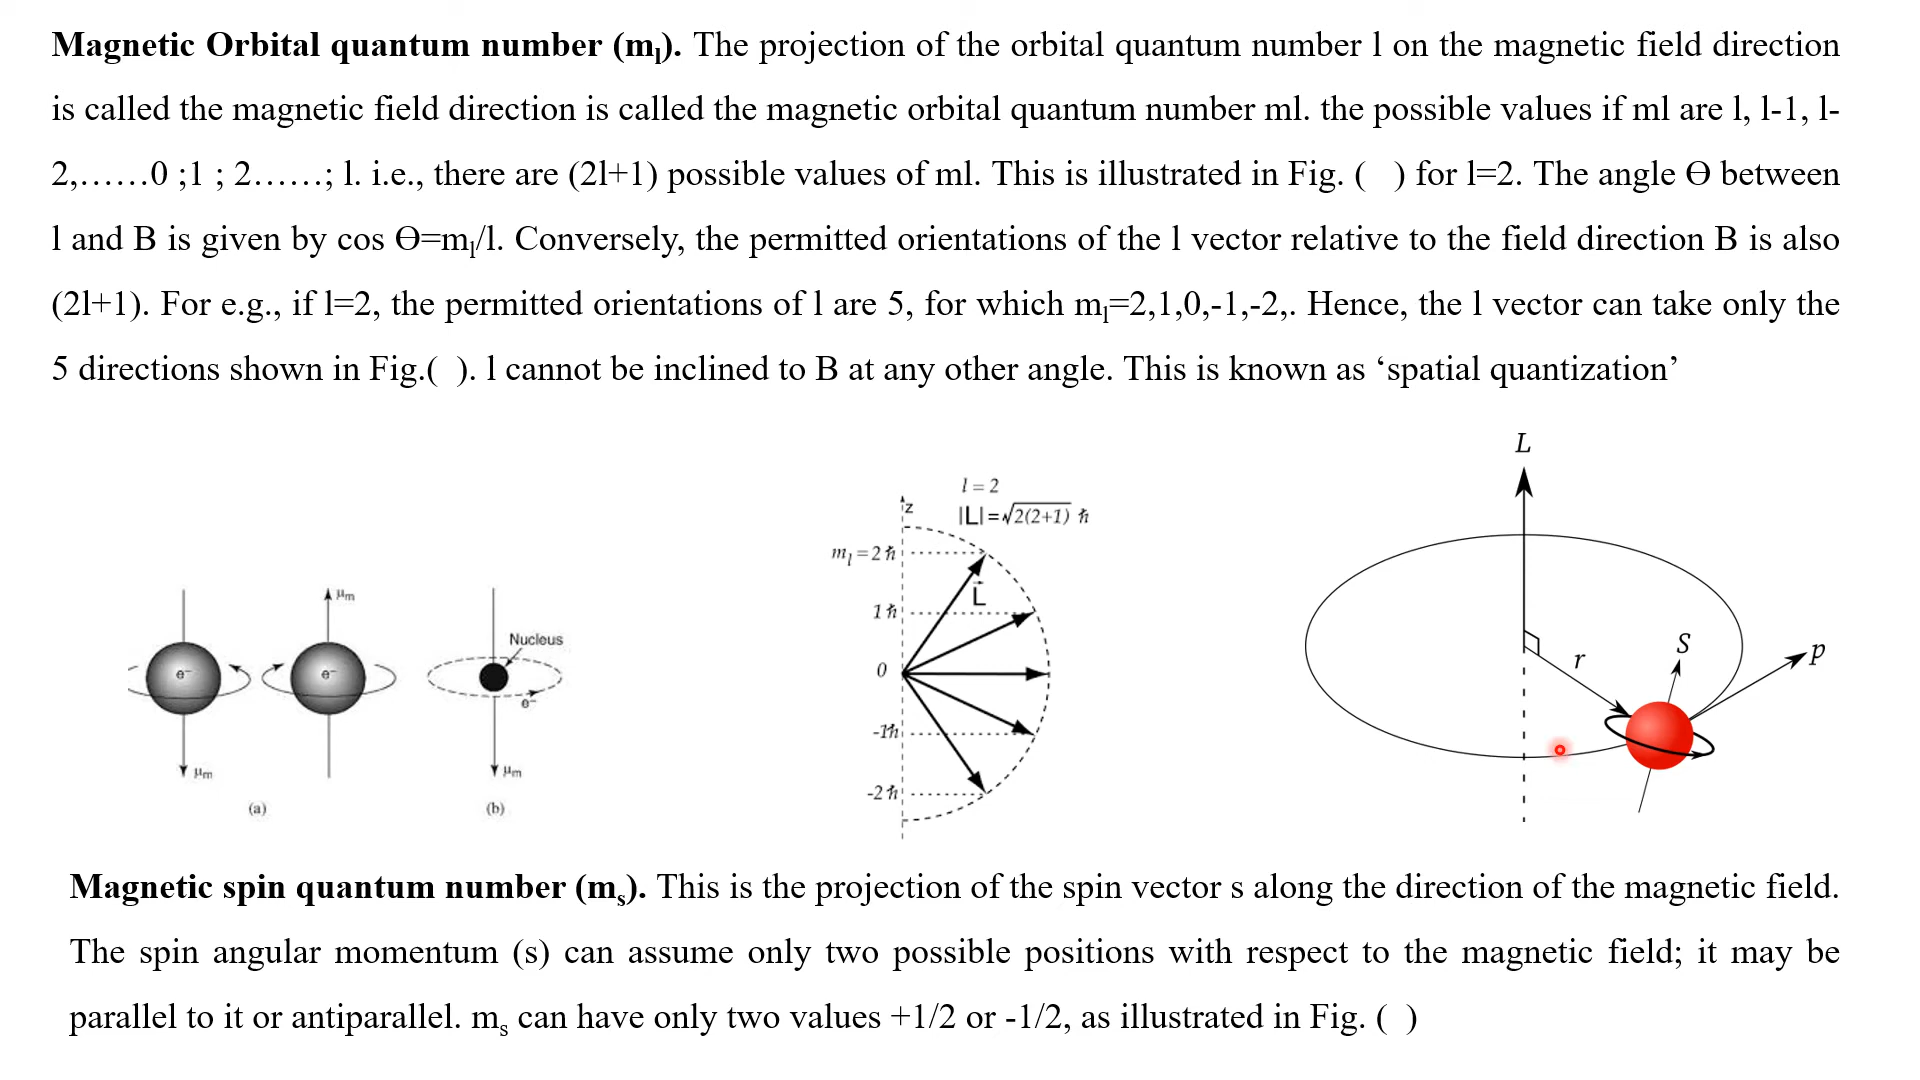 Magnetic Orbital quantum number (ml). The projection of the orbital quantum number l on the magnetic field direction
is called the magnetic field direction is called the magnetic orbital quantum number ml. the possible values if ml are l, l-1, l-
2,……0 ;1 ; 2……; l. i.e., there are (2l+1) possible values of ml. This is illustrated in Fig. (   ) for l=2. The angle Ɵ between
l and B is given by cos Ɵ=ml/l. Conversely, the permitted orientations of the l vector relative to the field direction B is also
(2l+1). For e.g., if l=2, the permitted orientations of l are 5, for which ml=2,1,0,-1,-2,. Hence, the l vector can take only the
5 directions shown in Fig.(  ). l cannot be inclined to B at any other angle. This is known as ‘spatial quantization’
e⁻
μm
e⁻
μm
(a)
Nucleus
e⁻
μm
(b)
l = 2
|L| = √2(2+1) ħ
z
ml = 2ħ
L
1ħ
0
-1ħ
-2ħ
L
r
S
p
Magnetic spin quantum number (ms). This is the projection of the spin vector s along the direction of the magnetic field.
The spin angular momentum (s) can assume only two possible positions with respect to the magnetic field; it may be
parallel to it or antiparallel. ms can have only two values +1/2 or -1/2, as illustrated in Fig. (  )